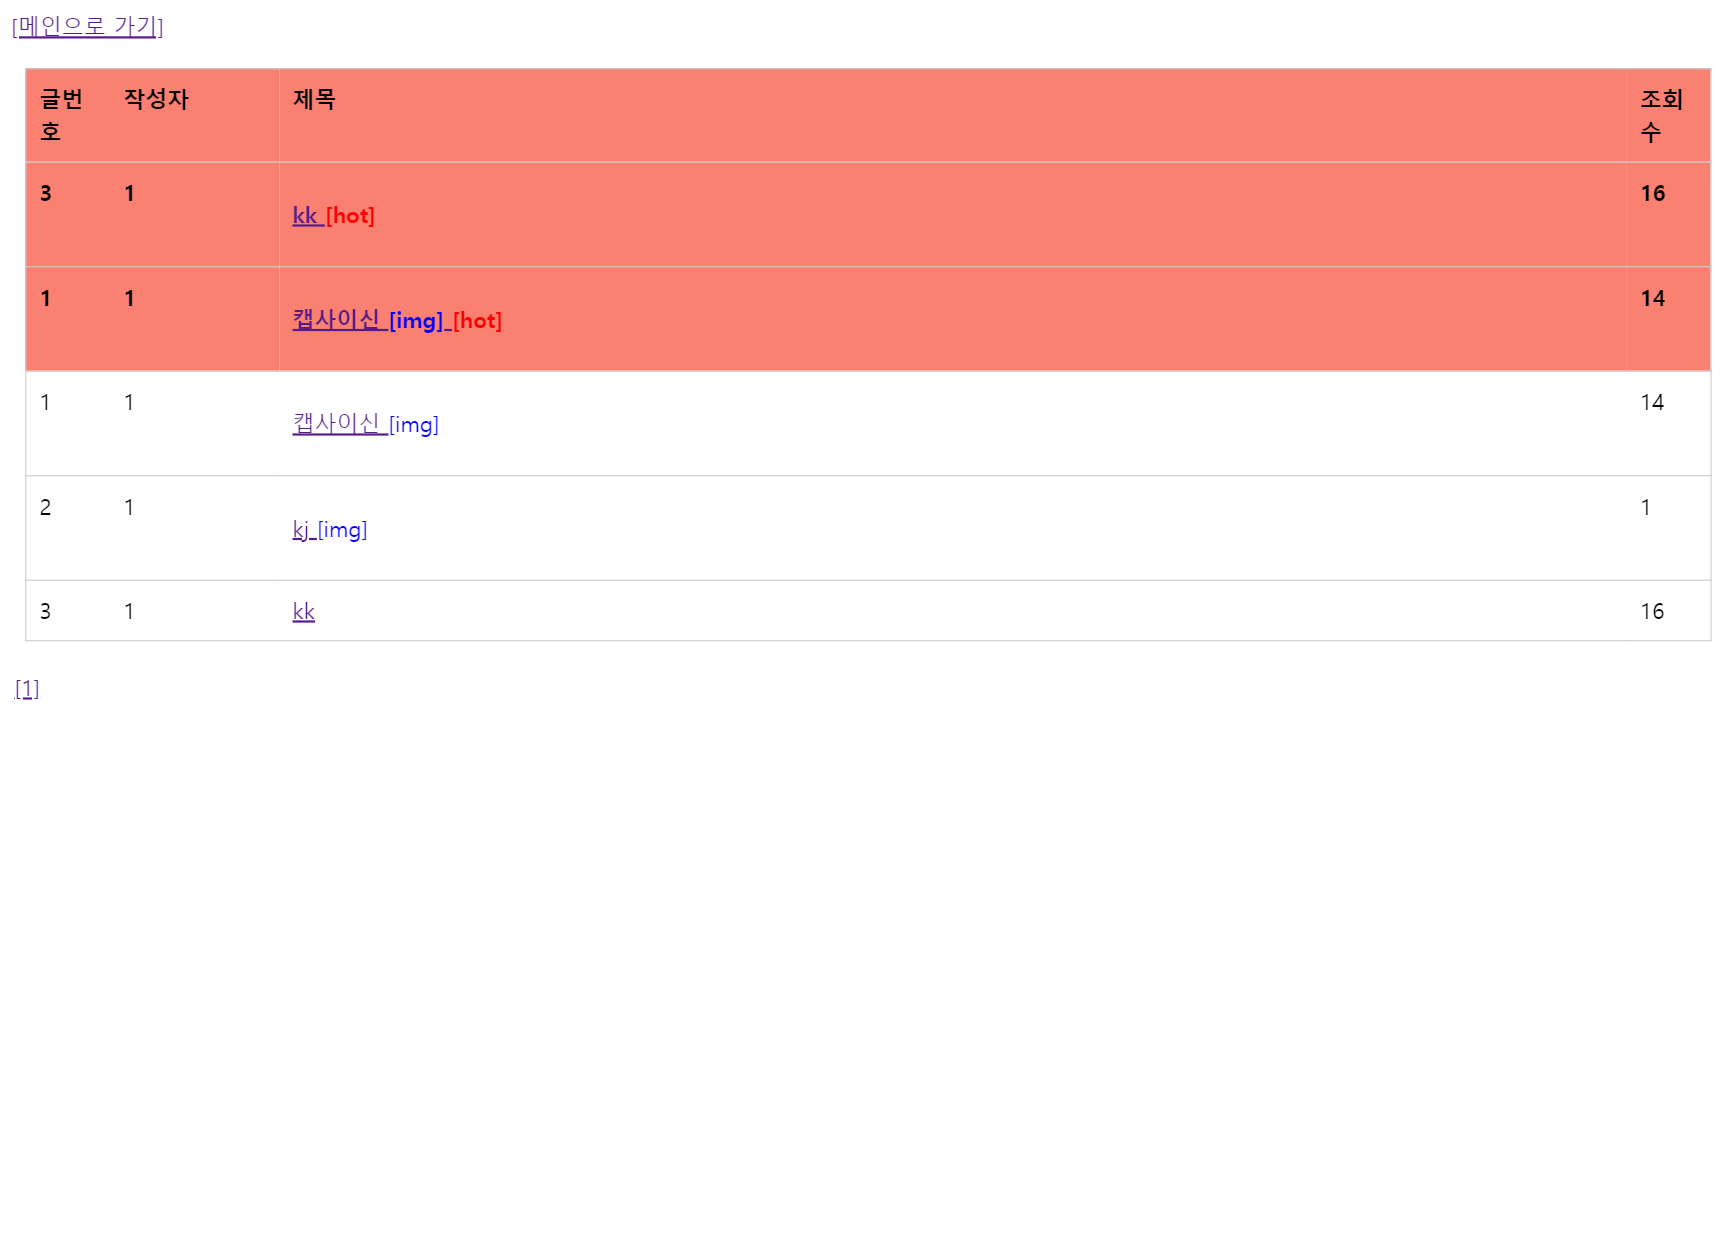 [메인으로 가기]
글번호 작성자 제목 조회수
3 1 kk [hot] 16
1 1 캡사이신 [img] [hot] 14
1 1 캡사이신 [img] 14
2 1 kj [img] 1
3 1 kk 16
[1]